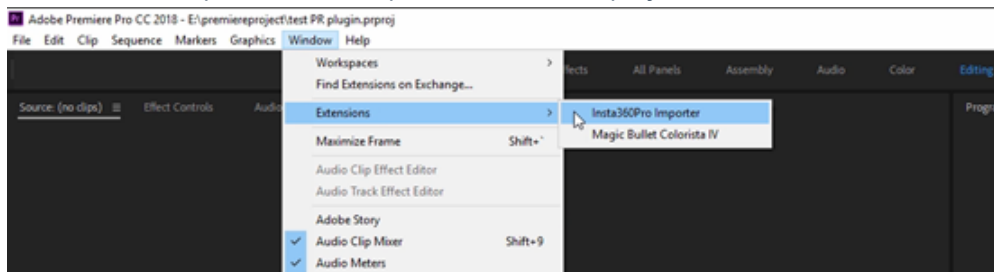 Adobe Premiere Pro CC 2018 - E:\premiereproject\test PR plugin.prproj
File Edit Clip Sequence Markers Graphics Window Help
Workspaces >
Find Extensions on Exchange...
ffects All Panels Assembly Audio Color Editing
Source: (no clips) Effect Controls Audio
Extensions >
Insta360Pro Importer
Magic Bullet Colorista IV
Progr
Maximize Frame Shift+`
Audio Clip Effect Editor
Audio Track Effect Editor
Adobe Story
Audio Clip Mixer Shift+9
Audio Meters